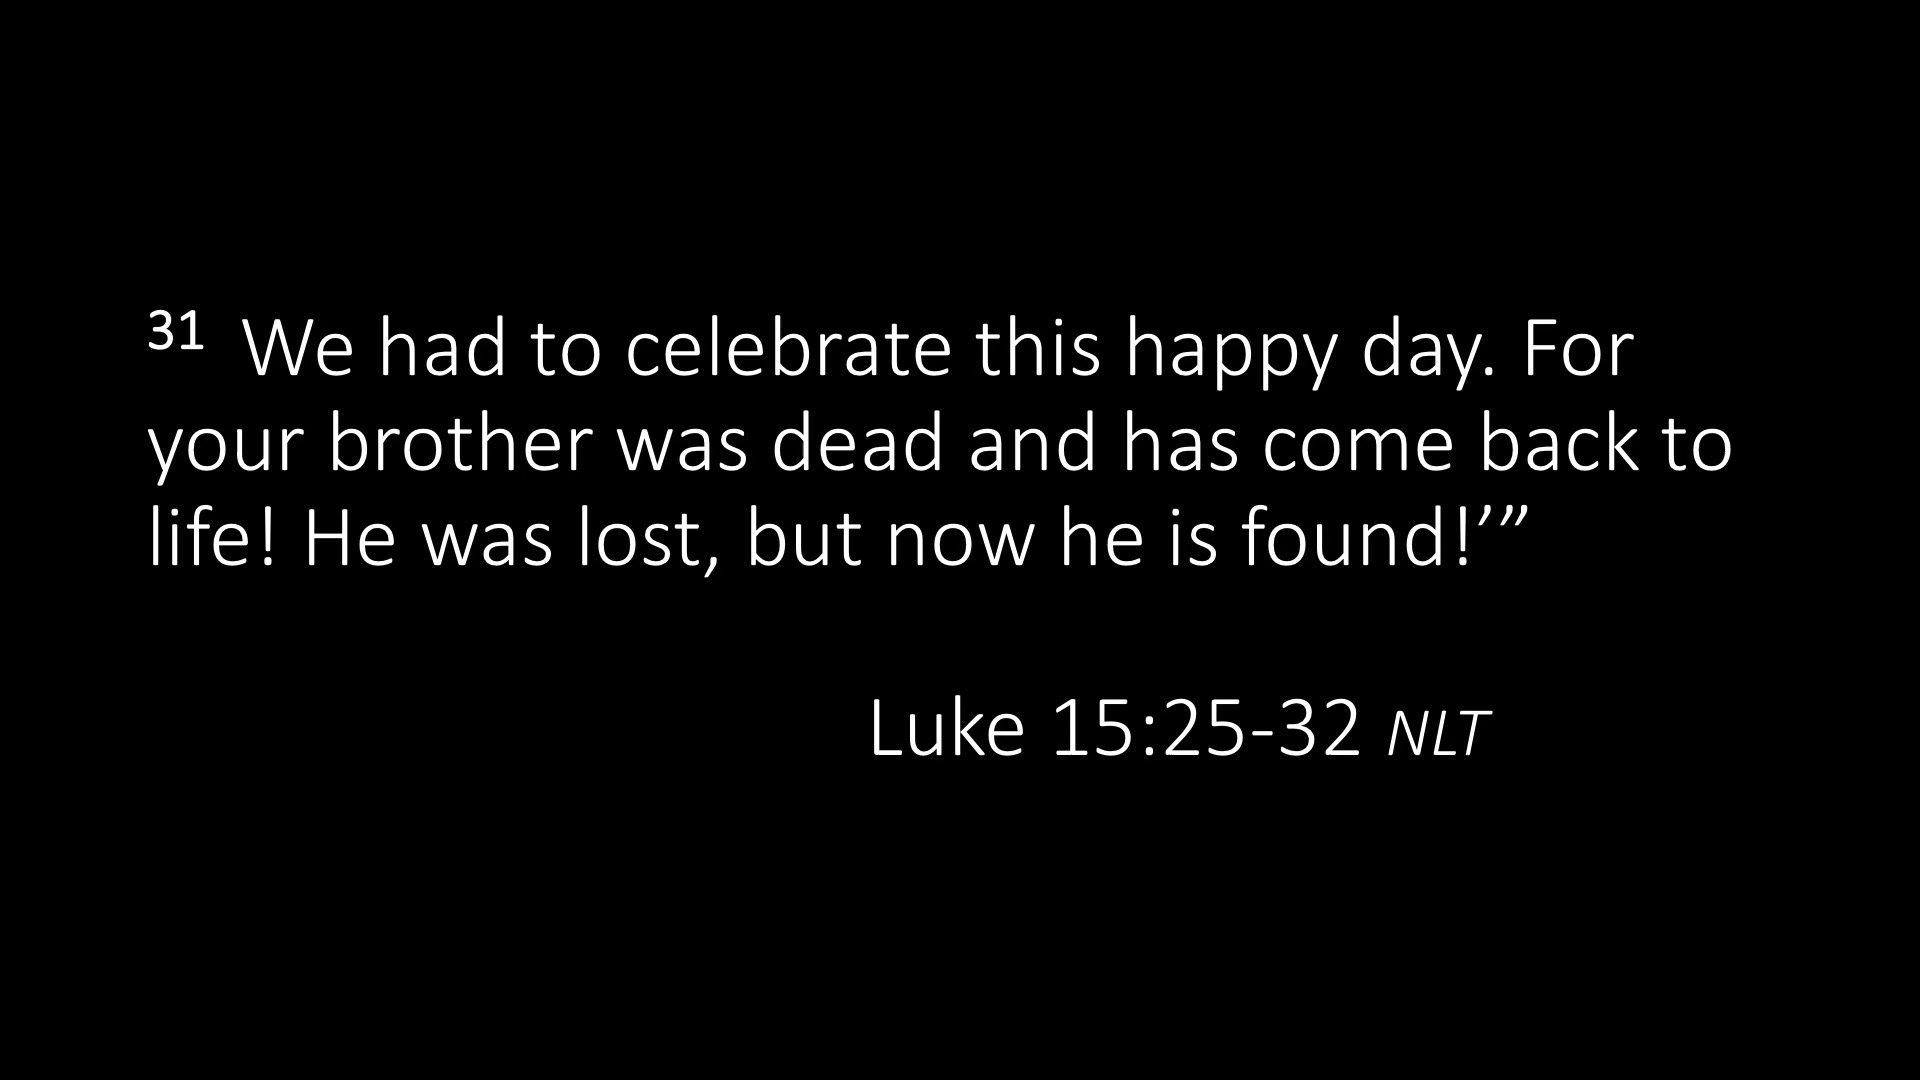 31 We had to celebrate this happy day. For
your brother was dead and has come back to
life! He was lost, but now he is found!’”
Luke 15:25-32 NLT